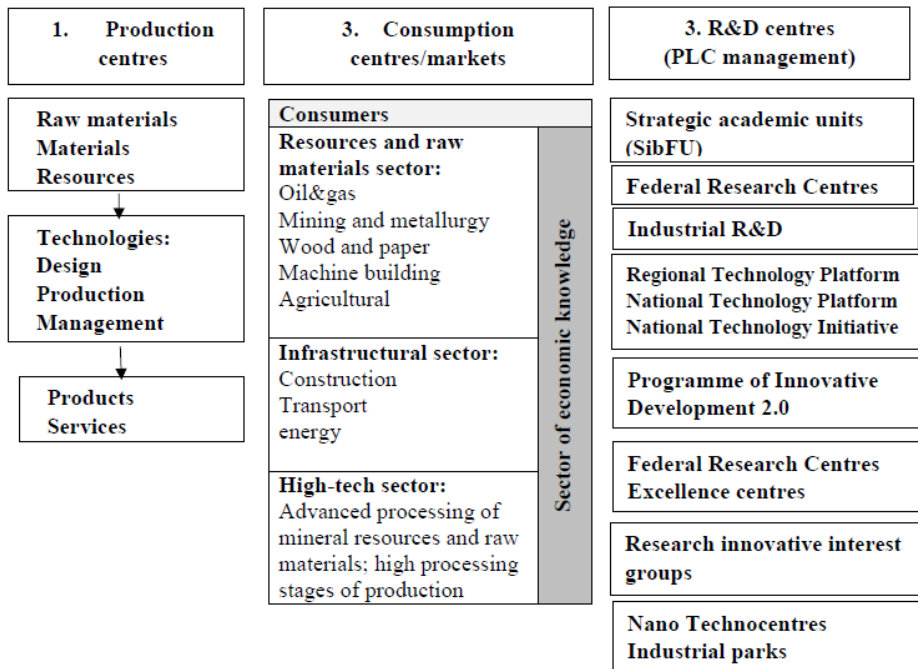 1. Production
centres
Raw materials
Materials
Resources
Technologies:
Design
Production
Management
Products
Services
3. Consumption
centres/markets
Consumers
Resources and raw
materials sector:
Oil&gas
Mining and metallurgy
Wood and paper
Machine building
Agricultural
Infrastructural sector:
Construction
Transport
energy
High-tech sector:
Advanced processing of
mineral resources and raw
materials; high processing
stages of production
Sector of economic knowledge
3. R&D centres
(PLC management)
Strategic academic units
(SibFU)
Federal Research Centres
Industrial R&D
Regional Technology Platform
National Technology Platform
National Technology Initiative
Programme of Innovative
Development 2.0
Federal Research Centres
Excellence centres
Research innovative interest
groups
Nano Technocentres
Industrial parks